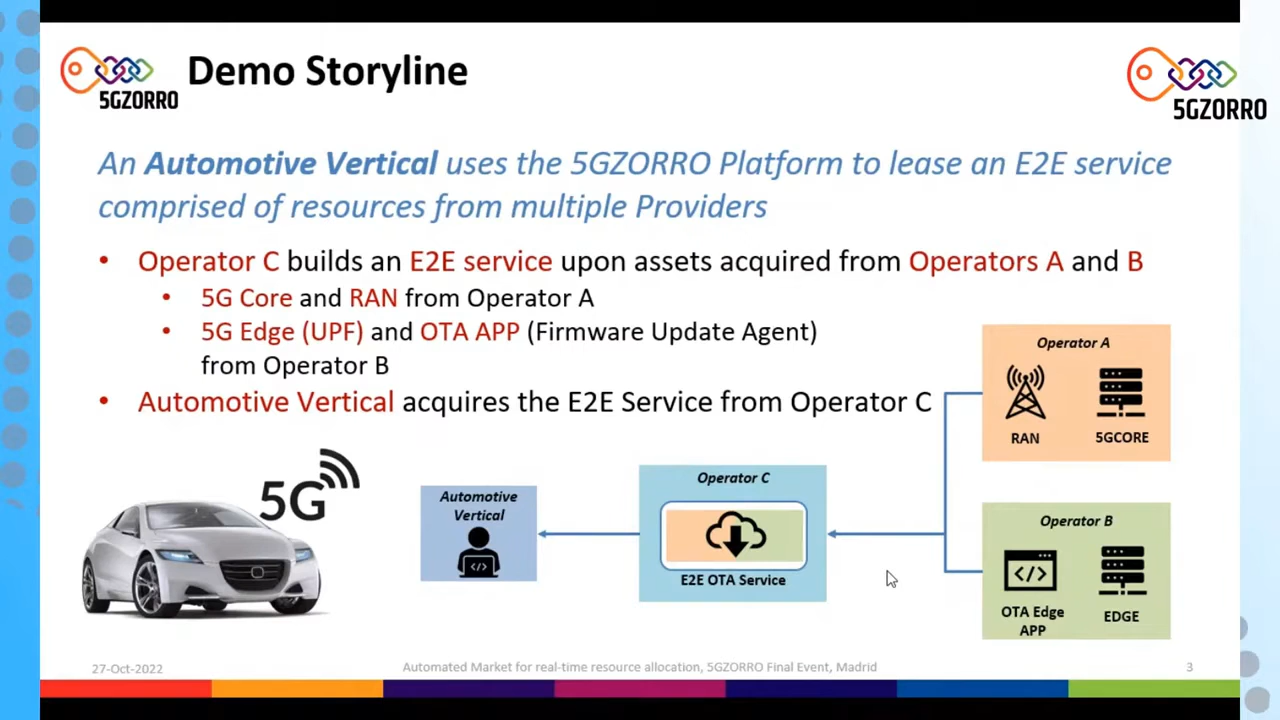 5GZORRO
Demo Storyline
5GZORRO
An Automotive Vertical uses the 5GZORRO Platform to lease an E2E service
comprised of resources from multiple Providers
• Operator C builds an E2E service upon assets acquired from Operators A and B
• 5G Core and RAN from Operator A
• 5G Edge (UPF) and OTA APP (Firmware Update Agent)
from Operator B
• Automotive Vertical acquires the E2E Service from Operator C
Operator A
RAN
5GCORE
5G
Automotive
Vertical
</>
Operator C
E2E OTA Service
Operator B
</>
OTA Edge
APP
EDGE
27-Oct-2022
Automated Market for real-time resource allocation, 5GZORRO Final Event, Madrid
3